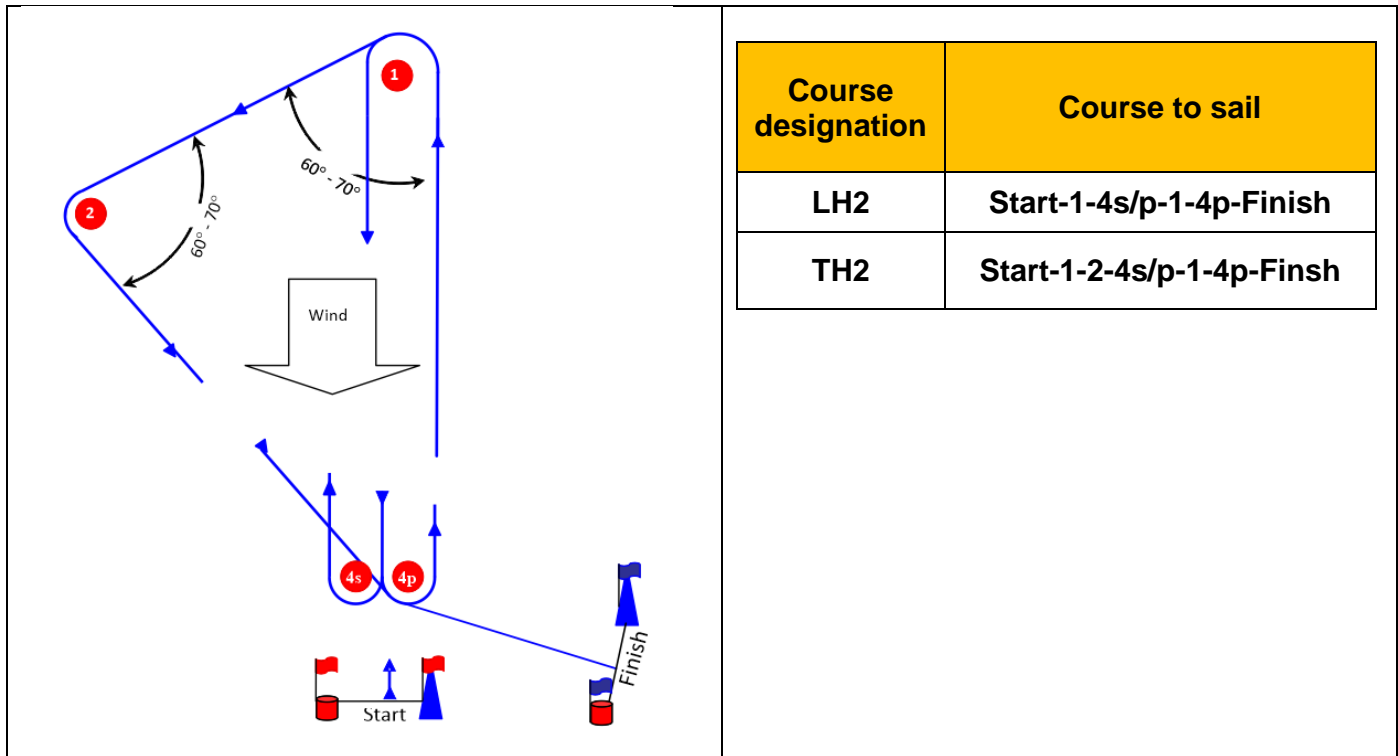 1
60° - 70°
2
60° - 70°
Wind
4s
4p
Finish
Start
Course designation
Course to sail
LH2
Start-1-4s/p-1-4p-Finish
TH2
Start-1-2-4s/p-1-4p-Finsh